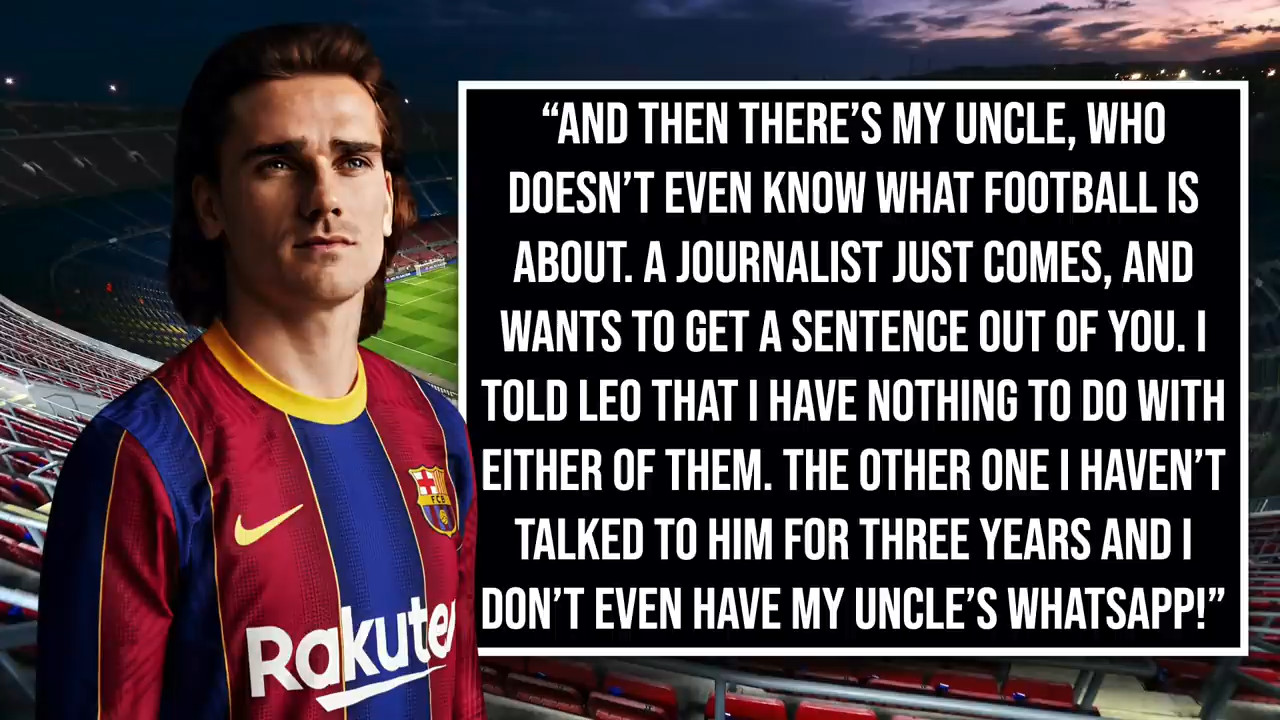 “AND THEN THERE’S MY UNCLE, WHO
DOESN’T EVEN KNOW WHAT FOOTBALL IS
ABOUT. A JOURNALIST JUST COMES, AND
WANTS TO GET A SENTENCE OUT OF YOU. I
TOLD LEO THAT I HAVE NOTHING TO DO WITH
EITHER OF THEM. THE OTHER ONE I HAVEN’T
TALKED TO HIM FOR THREE YEARS AND I
DON’T EVEN HAVE MY UNCLE’S WHATSAPP!”
FCB
Rakute